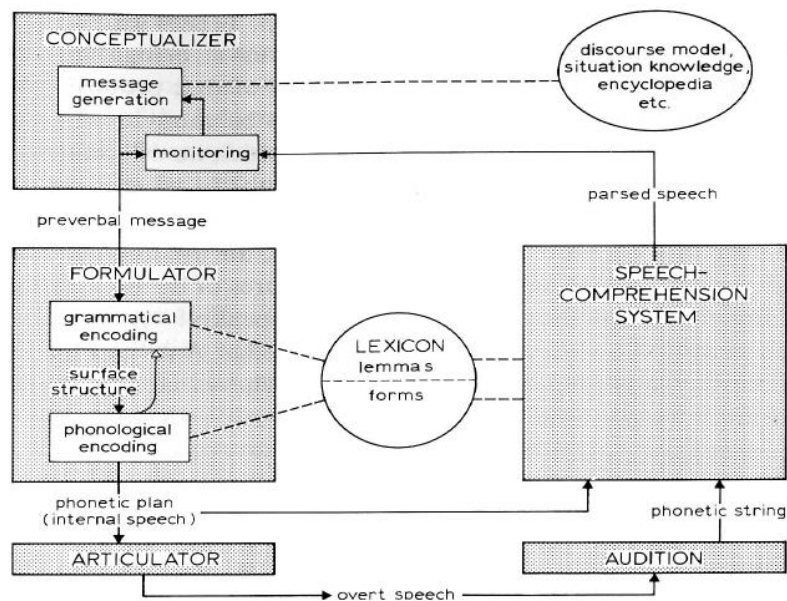 CONCEPTUALIZER
message
generation
monitoring
discourse model,
situation knowledge,
encyclopedia
etc.
preverbal message
parsed speech
FORMULATOR
grammatical
encoding
surface
structure
phonological
encoding
LEXICON
lemmas
forms
SPEECH-
COMPREHENSION
SYSTEM
phonetic plan
(internal speech)
phonetic string
ARTICULATOR
AUDITION
overt speech